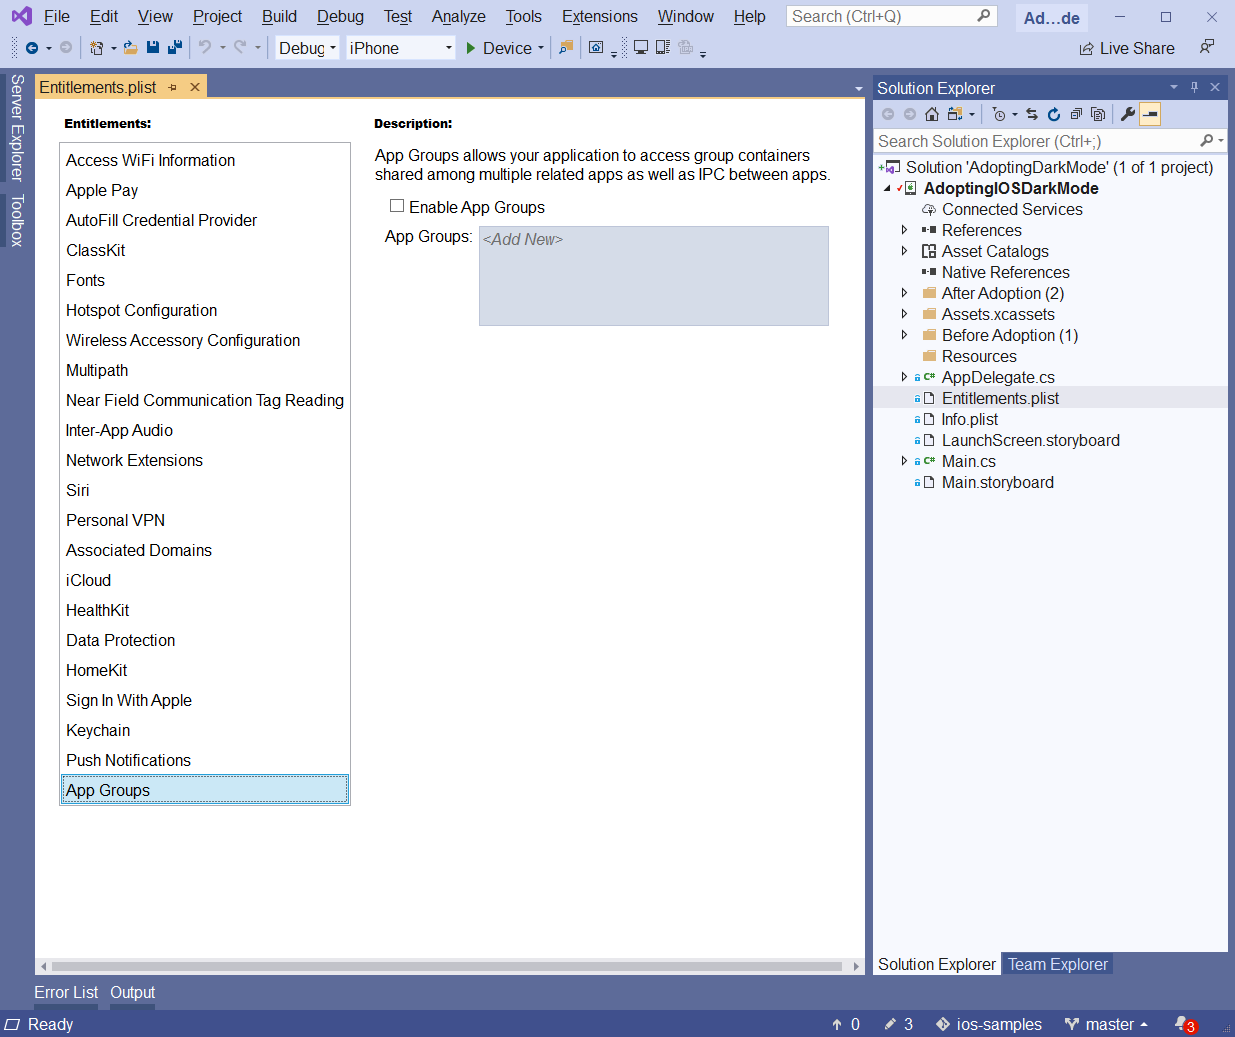 File Edit View Project Build Debug Test Analyze Tools Extensions Window Help Search (Ctrl+Q) Ad...de
Debug iPhone Device Live Share
Server Explorer
Toolbox
Entitlements.plist
Entitlements:
Access WiFi Information
Apple Pay
AutoFill Credential Provider
ClassKit
Fonts
Hotspot Configuration
Wireless Accessory Configuration
Multipath
Near Field Communication Tag Reading
Inter-App Audio
Network Extensions
Siri
Personal VPN
Associated Domains
iCloud
HealthKit
Data Protection
HomeKit
Sign In With Apple
Keychain
Push Notifications
App Groups
Description:
App Groups allows your application to access group containers
shared among multiple related apps as well as IPC between apps.
Enable App Groups
App Groups: <Add New>
Solution Explorer
Search Solution Explorer (Ctrl+;)
Solution 'AdoptingDarkMode' (1 of 1 project)
AdoptingIOSDarkMode
Connected Services
References
Asset Catalogs
Native References
After Adoption (2)
Assets.xcassets
Before Adoption (1)
Resources
C# AppDelegate.cs
Entitlements.plist
Info.plist
LaunchScreen.storyboard
C# Main.cs
Main.storyboard
Solution Explorer Team Explorer
Error List Output
Ready 0 3 ios-samples master 3